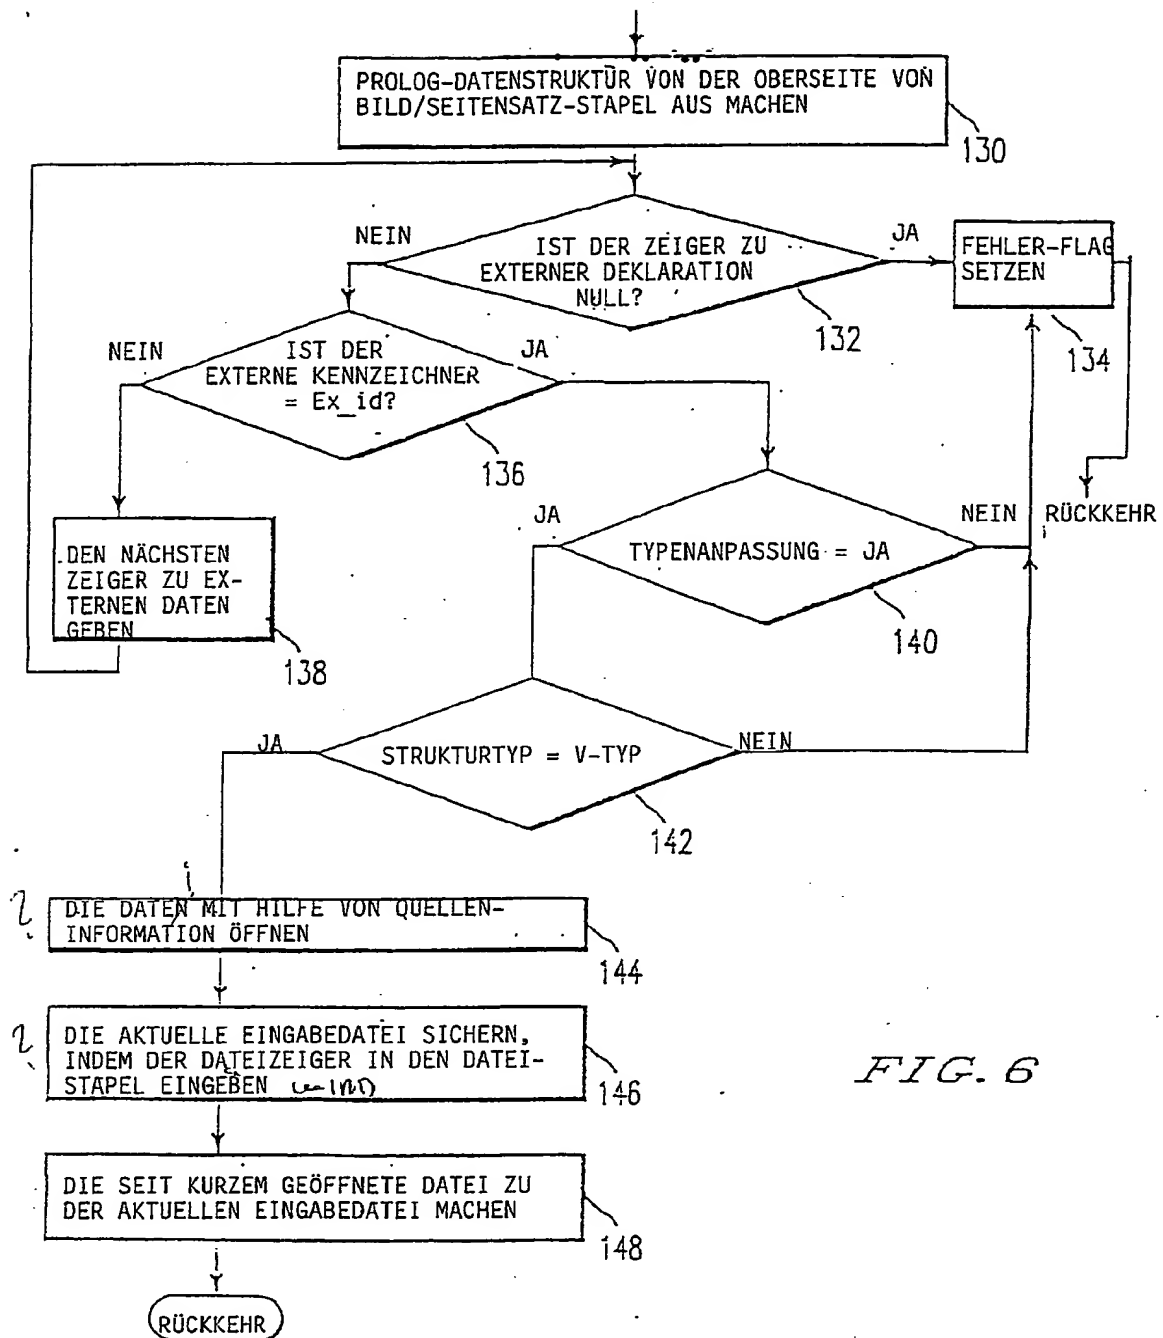 PROLOG-DATENSTRUKTUR VON DER OBERSEITE VON
BILD/SEITENSATZ-STAPEL AUS MACHEN
130
NEIN
IST DER ZEIGER ZU
EXTERNER DEKLARATION
NULL?
JA
132
FEHLER-FLAG
SETZEN
134
RÜCKKEHR
NEIN
IST DER
EXTERNE KENNZEICHNER
= Ex_id?
JA
136
DEN NÄCHSTEN
ZEIGER ZU EX-
TERNEN DATEN
GEBEN
138
JA
TYPENANPASSUNG = JA
NEIN
140
JA
STRUKTURTYP = V-TYP
NEIN
142
DIE DATEN MIT HILFE VON QUELLEN-
INFORMATION ÖFFNEN
144
DIE AKTUELLE EINGABEDATEI SICHERN,
INDEM DER DATEIZEIGER IN DEN DATEI-
STAPEL EINGEBEN
146
DIE SEIT KURZEM GEÖFFNETE DATEI ZU
DER AKTUELLEN EINGABEDATEI MACHEN
148
RÜCKKEHR
FIG. 6